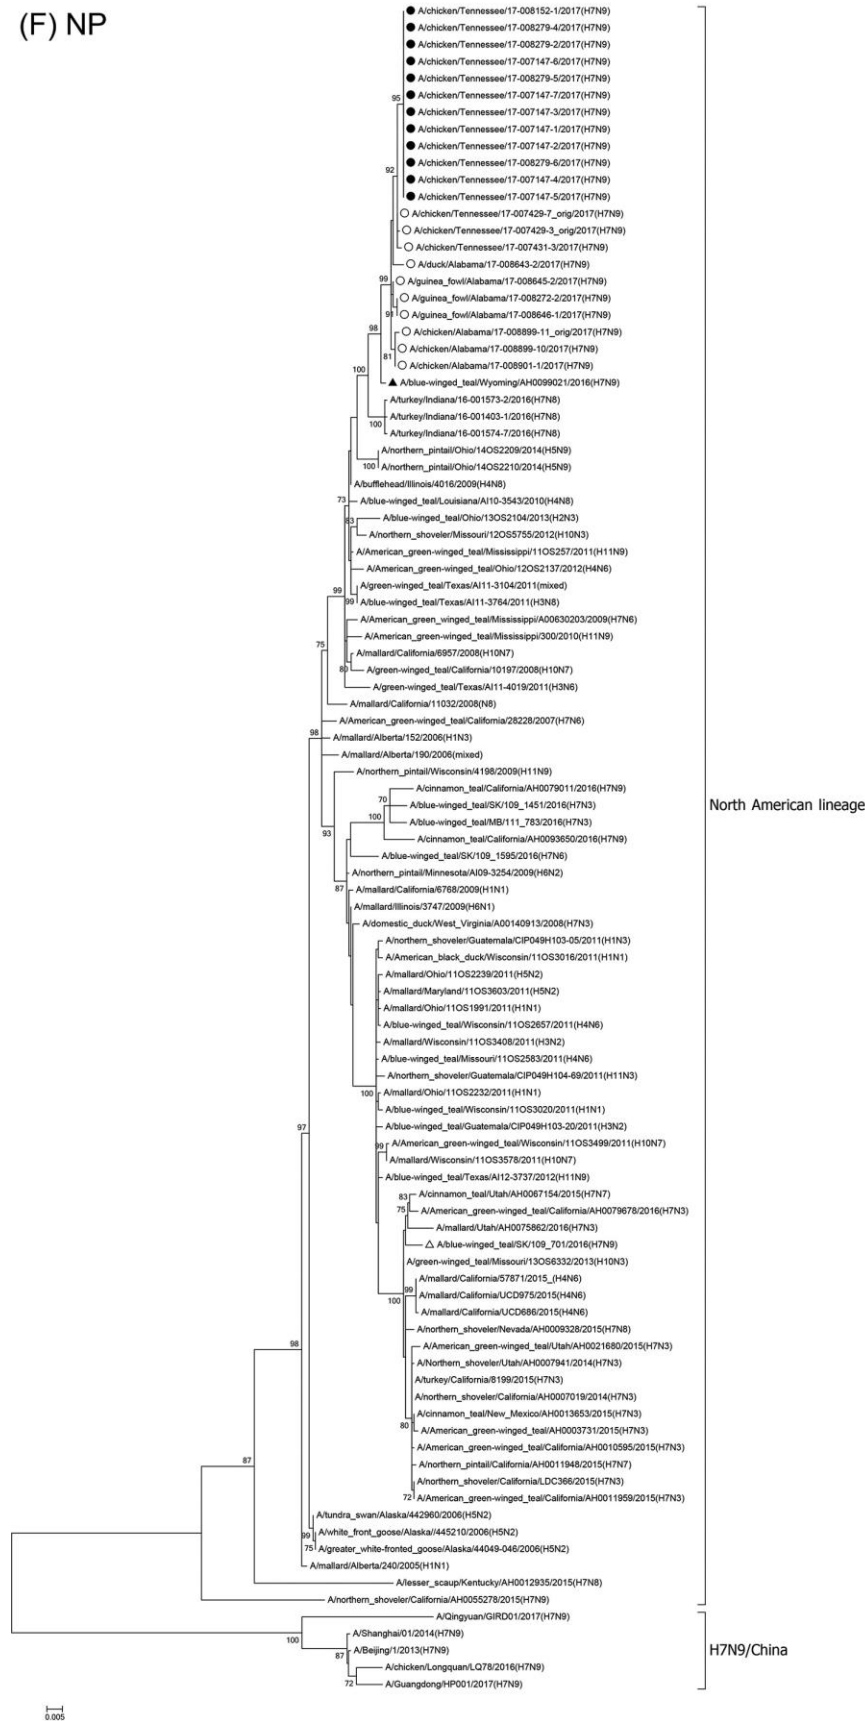 (F) NP
A/chicken/Tennessee/17-008152-1/2017(H7N9)
A/chicken/Tennessee/17-008279-4/2017(H7N9)
A/chicken/Tennessee/17-008279-2/2017(H7N9)
A/chicken/Tennessee/17-007147-6/2017(H7N9)
A/chicken/Tennessee/17-008279-5/2017(H7N9)
95
A/chicken/Tennessee/17-007147-7/2017(H7N9)
A/chicken/Tennessee/17-007147-3/2017(H7N9)
A/chicken/Tennessee/17-007147-1/2017(H7N9)
A/chicken/Tennessee/17-007147-2/2017(H7N9)
A/chicken/Tennessee/17-008279-6/2017(H7N9)
92
A/chicken/Tennessee/17-007147-4/2017(H7N9)
A/chicken/Tennessee/17-007147-5/2017(H7N9)
A/chicken/Tennessee/17-007429-7_orig/2017(H7N9)
A/chicken/Tennessee/17-007429-3_orig/2017(H7N9)
A/chicken/Tennessee/17-007431-3/2017(H7N9)
A/duck/Alabama/17-008643-2/2017(H7N9)
99
A/guinea_fowl/Alabama/17-008645-2/2017(H7N9)
A/guinea_fowl/Alabama/17-008272-2/2017(H7N9)
91
A/guinea_fowl/Alabama/17-008646-1/2017(H7N9)
98
A/chicken/Alabama/17-008899-11_orig/2017(H7N9)
A/chicken/Alabama/17-008899-10/2017(H7N9)
81
A/chicken/Alabama/17-008901-1/2017(H7N9)
100
A/blue-winged_teal/Wyoming/AH0099021/2016(H7N9)
A/turkey/Indiana/16-001573-2/2016(H7N8)
A/turkey/Indiana/16-001403-1/2016(H7N8)
100
A/turkey/Indiana/16-001574-7/2016(H7N8)
A/northern_pintail/Ohio/14OS2209/2014(H5N9)
100
A/northern_pintail/Ohio/14OS2210/2014(H5N9)
A/bufflehead/Illinois/4016/2009(H4N8)
73
A/blue-winged_teal/Louisiana/AI10-3543/2010(H4N8)
83
A/blue-winged_teal/Ohio/13OS2104/2013(H2N3)
A/northern_shoveler/Missouri/12OS5755/2012(H10N3)
A/American_green-winged_teal/Mississippi/11OS257/2011(H11N9)
A/American_green-winged_teal/Ohio/12OS2137/2012(H4N6)
A/green-winged_teal/Texas/AI11-3104/2011(mixed)
99
99
A/blue-winged_teal/Texas/AI11-3764/2011(H3N8)
A/American_green_winged_teal/Mississippi/A00630203/2009(H7N6)
A/American_green-winged_teal/Mississippi/300/2010(H11N9)
75
A/mallard/California/6957/2008(H10N7)
80
A/green-winged_teal/California/10197/2008(H10N7)
A/green-winged_teal/Texas/AI11-4019/2011(H3N6)
A/mallard/California/11032/2008(N8)
A/American_green-winged_teal/California/28228/2007(H7N6)
98
A/mallard/Alberta/152/2006(H1N3)
A/mallard/Alberta/190/2006(mixed)
A/northern_pintail/Wisconsin/4198/2009(H11N9)
North American lineage
A/cinnamon_teal/California/AH0079011/2016(H7N9)
70
A/blue-winged_teal/SK/109_1451/2016(H7N3)
100
A/blue-winged_teal/MB/111_783/2016(H7N3)
93
A/cinnamon_teal/California/AH0093650/2016(H7N9)
A/blue-winged_teal/SK/109_1595/2016(H7N6)
A/northern_pintail/Minnesota/AI09-3254/2009(H6N2)
87
A/mallard/California/6768/2009(H1N1)
A/mallard/Illinois/3747/2009(H6N1)
A/domestic_duck/West_Virginia/A00140913/2008(H7N3)
A/northern_shoveler/Guatemala/CIP049H103-05/2011(H1N3)
A/American_black_duck/Wisconsin/11OS3016/2011(H1N1)
A/mallard/Ohio/11OS2239/2011(H5N2)
A/mallard/Maryland/11OS3603/2011(H5N2)
A/mallard/Ohio/11OS1991/2011(H1N1)
A/blue-winged_teal/Wisconsin/11OS2657/2011(H4N6)
A/mallard/Wisconsin/11OS3408/2011(H3N2)
A/blue-winged_teal/Missouri/11OS2583/2011(H4N6)
A/northern_shoveler/Guatemala/CIP049H104-69/2011(H11N3)
100
A/mallard/Ohio/11OS2232/2011(H1N1)
A/blue-winged_teal/Wisconsin/11OS3020/2011(H1N1)
A/blue-winged_teal/Guatemala/CIP049H103-20/2011(H3N2)
97
99
A/American_green-winged_teal/Wisconsin/11OS3499/2011(H10N7)
A/mallard/Wisconsin/11OS3578/2011(H10N7)
A/blue-winged_teal/Texas/AI12-3737/2012(H11N9)
83
A/cinnamon_teal/Utah/AH0067154/2015(H7N7)
75
A/American_green-winged_teal/California/AH0079678/2016(H7N3)
A/mallard/Utah/AH0075862/2016(H7N3)
A/blue-winged_teal/SK/109_701/2016(H7N9)
A/green-winged_teal/Missouri/13OS6332/2013(H10N3)
A/mallard/California/57871/2015_(H4N6)
99
100
A/mallard/California/UCD975/2015(H4N6)
A/mallard/California/UCD686/2015(H4N6)
A/northern_shoveler/Nevada/AH0009328/2015(H7N8)
98
A/American_green-winged_teal/Utah/AH0021680/2015(H7N3)
A/Northern_shoveler/Utah/AH0007941/2014(H7N3)
A/turkey/California/8199/2015(H7N3)
A/northern_shoveler/California/AH0007019/2014(H7N3)
A/cinnamon_teal/New_Mexico/AH0013653/2015(H7N3)
80
A/American_green-winged_teal/AH0003731/2015(H7N3)
A/American_green-winged_teal/California/AH0010595/2015(H7N3)
87
A/northern_pintail/California/AH0011948/2015(H7N7)
A/northern_shoveler/California/LDC366/2015(H7N3)
72
A/American_green-winged_teal/California/AH0011959/2015(H7N3)
A/tundra_swan/Alaska/442960/2006(H5N2)
99
A/white_front_goose/Alaska//445210/2006(H5N2)
75
A/greater_white-fronted_goose/Alaska/44049-046/2006(H5N2)
A/mallard/Alberta/240/2005(H1N1)
A/lesser_scaup/Kentucky/AH0012935/2015(H7N8)
A/northern_shoveler/California/AH0055278/2015(H7N9)
A/Qingyuan/GIRD01/2017(H7N9)
100
A/Shanghai/01/2014(H7N9)
87
A/Beijing/1/2013(H7N9)
H7N9/China
A/chicken/Longquan/LQ78/2016(H7N9)
72
A/Guangdong/HP001/2017(H7N9)
0.005